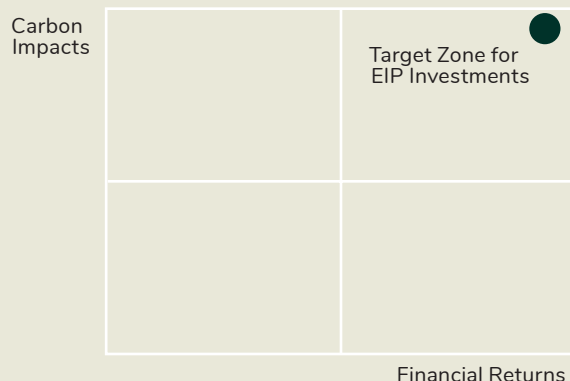 Carbon
Impacts
Target Zone for
EIP Investments
Financial Returns